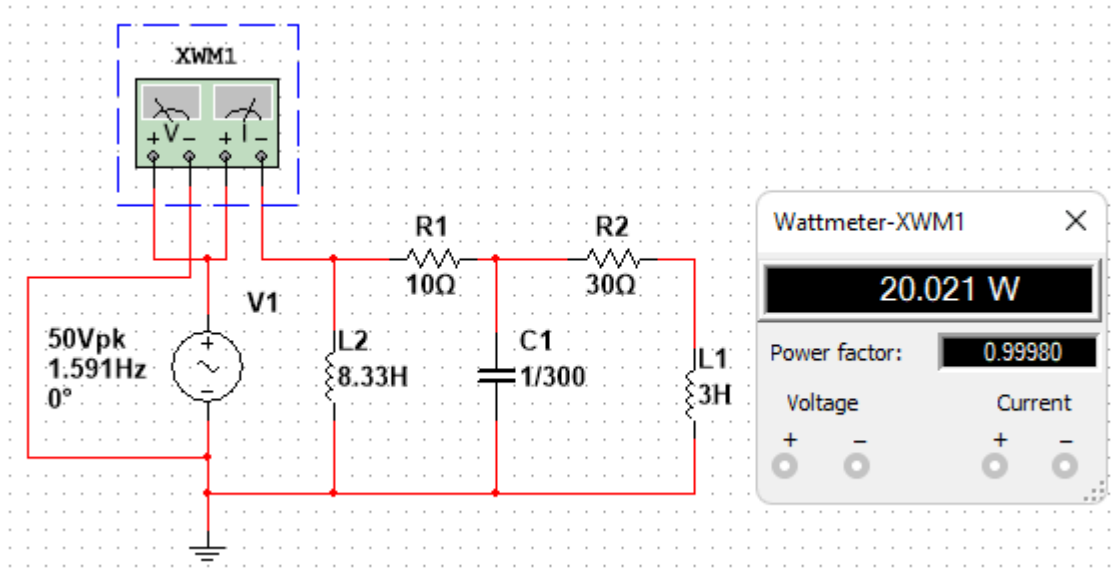 XWM1
V I
+ - + -
R1
10Ω
R2
30Ω
V1
50Vpk
1.591Hz
0°
+
-
L2
8.33H
C1
1/300
L1
3H
Wattmeter-XWM1 ×
20.021 W
Power factor: 0.99980
Voltage Current
+ - + -